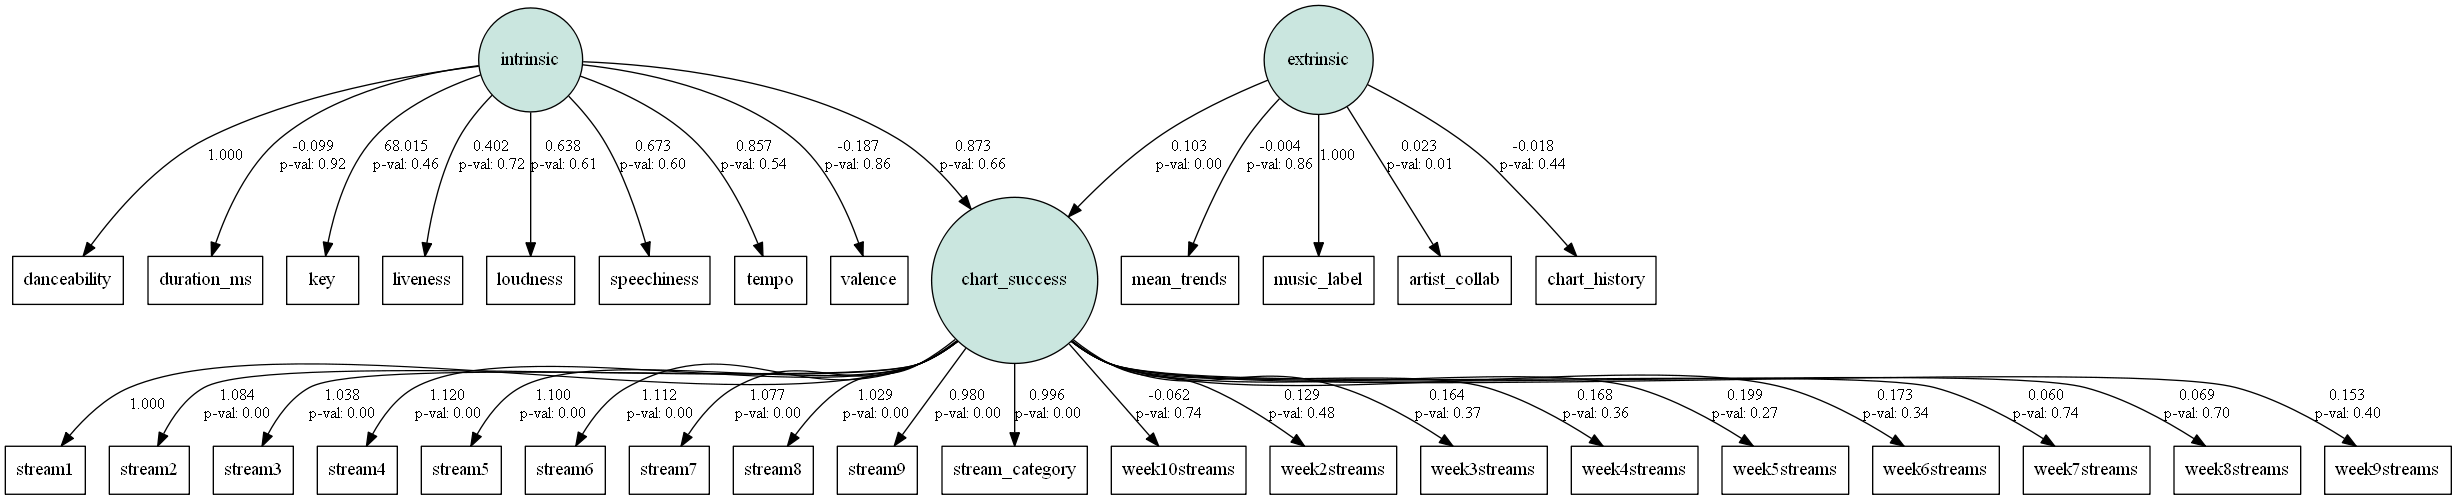 intrinsic
extrinsic
1.000
-0.099
p-val: 0.92
68.015
p-val: 0.46
0.402
p-val: 0.72
0.638
p-val: 0.61
0.673
p-val: 0.60
0.857
p-val: 0.54
-0.187
p-val: 0.86
0.873
p-val: 0.66
0.103
p-val: 0.00
-0.004
p-val: 0.86
1.000
0.023
p-val: 0.01
-0.018
p-val: 0.44
danceability
duration_ms
key
liveness
loudness
speechiness
tempo
valence
chart_success
mean_trends
music_label
artist_collab
chart_history
1.000
1.084
p-val: 0.00
1.038
p-val: 0.00
1.120
p-val: 0.00
1.100
p-val: 0.00
1.112
p-val: 0.00
1.077
p-val: 0.00
1.029
p-val: 0.00
0.980
p-val: 0.00
0.996
p-val: 0.00
-0.062
p-val: 0.74
0.129
p-val: 0.48
0.164
p-val: 0.37
0.168
p-val: 0.36
0.199
p-val: 0.27
0.173
p-val: 0.34
0.060
p-val: 0.74
0.069
p-val: 0.70
0.153
p-val: 0.40
stream1
stream2
stream3
stream4
stream5
stream6
stream7
stream8
stream9
stream_category
week10streams
week2streams
week3streams
week4streams
week5streams
week6streams
week7streams
week8streams
week9streams